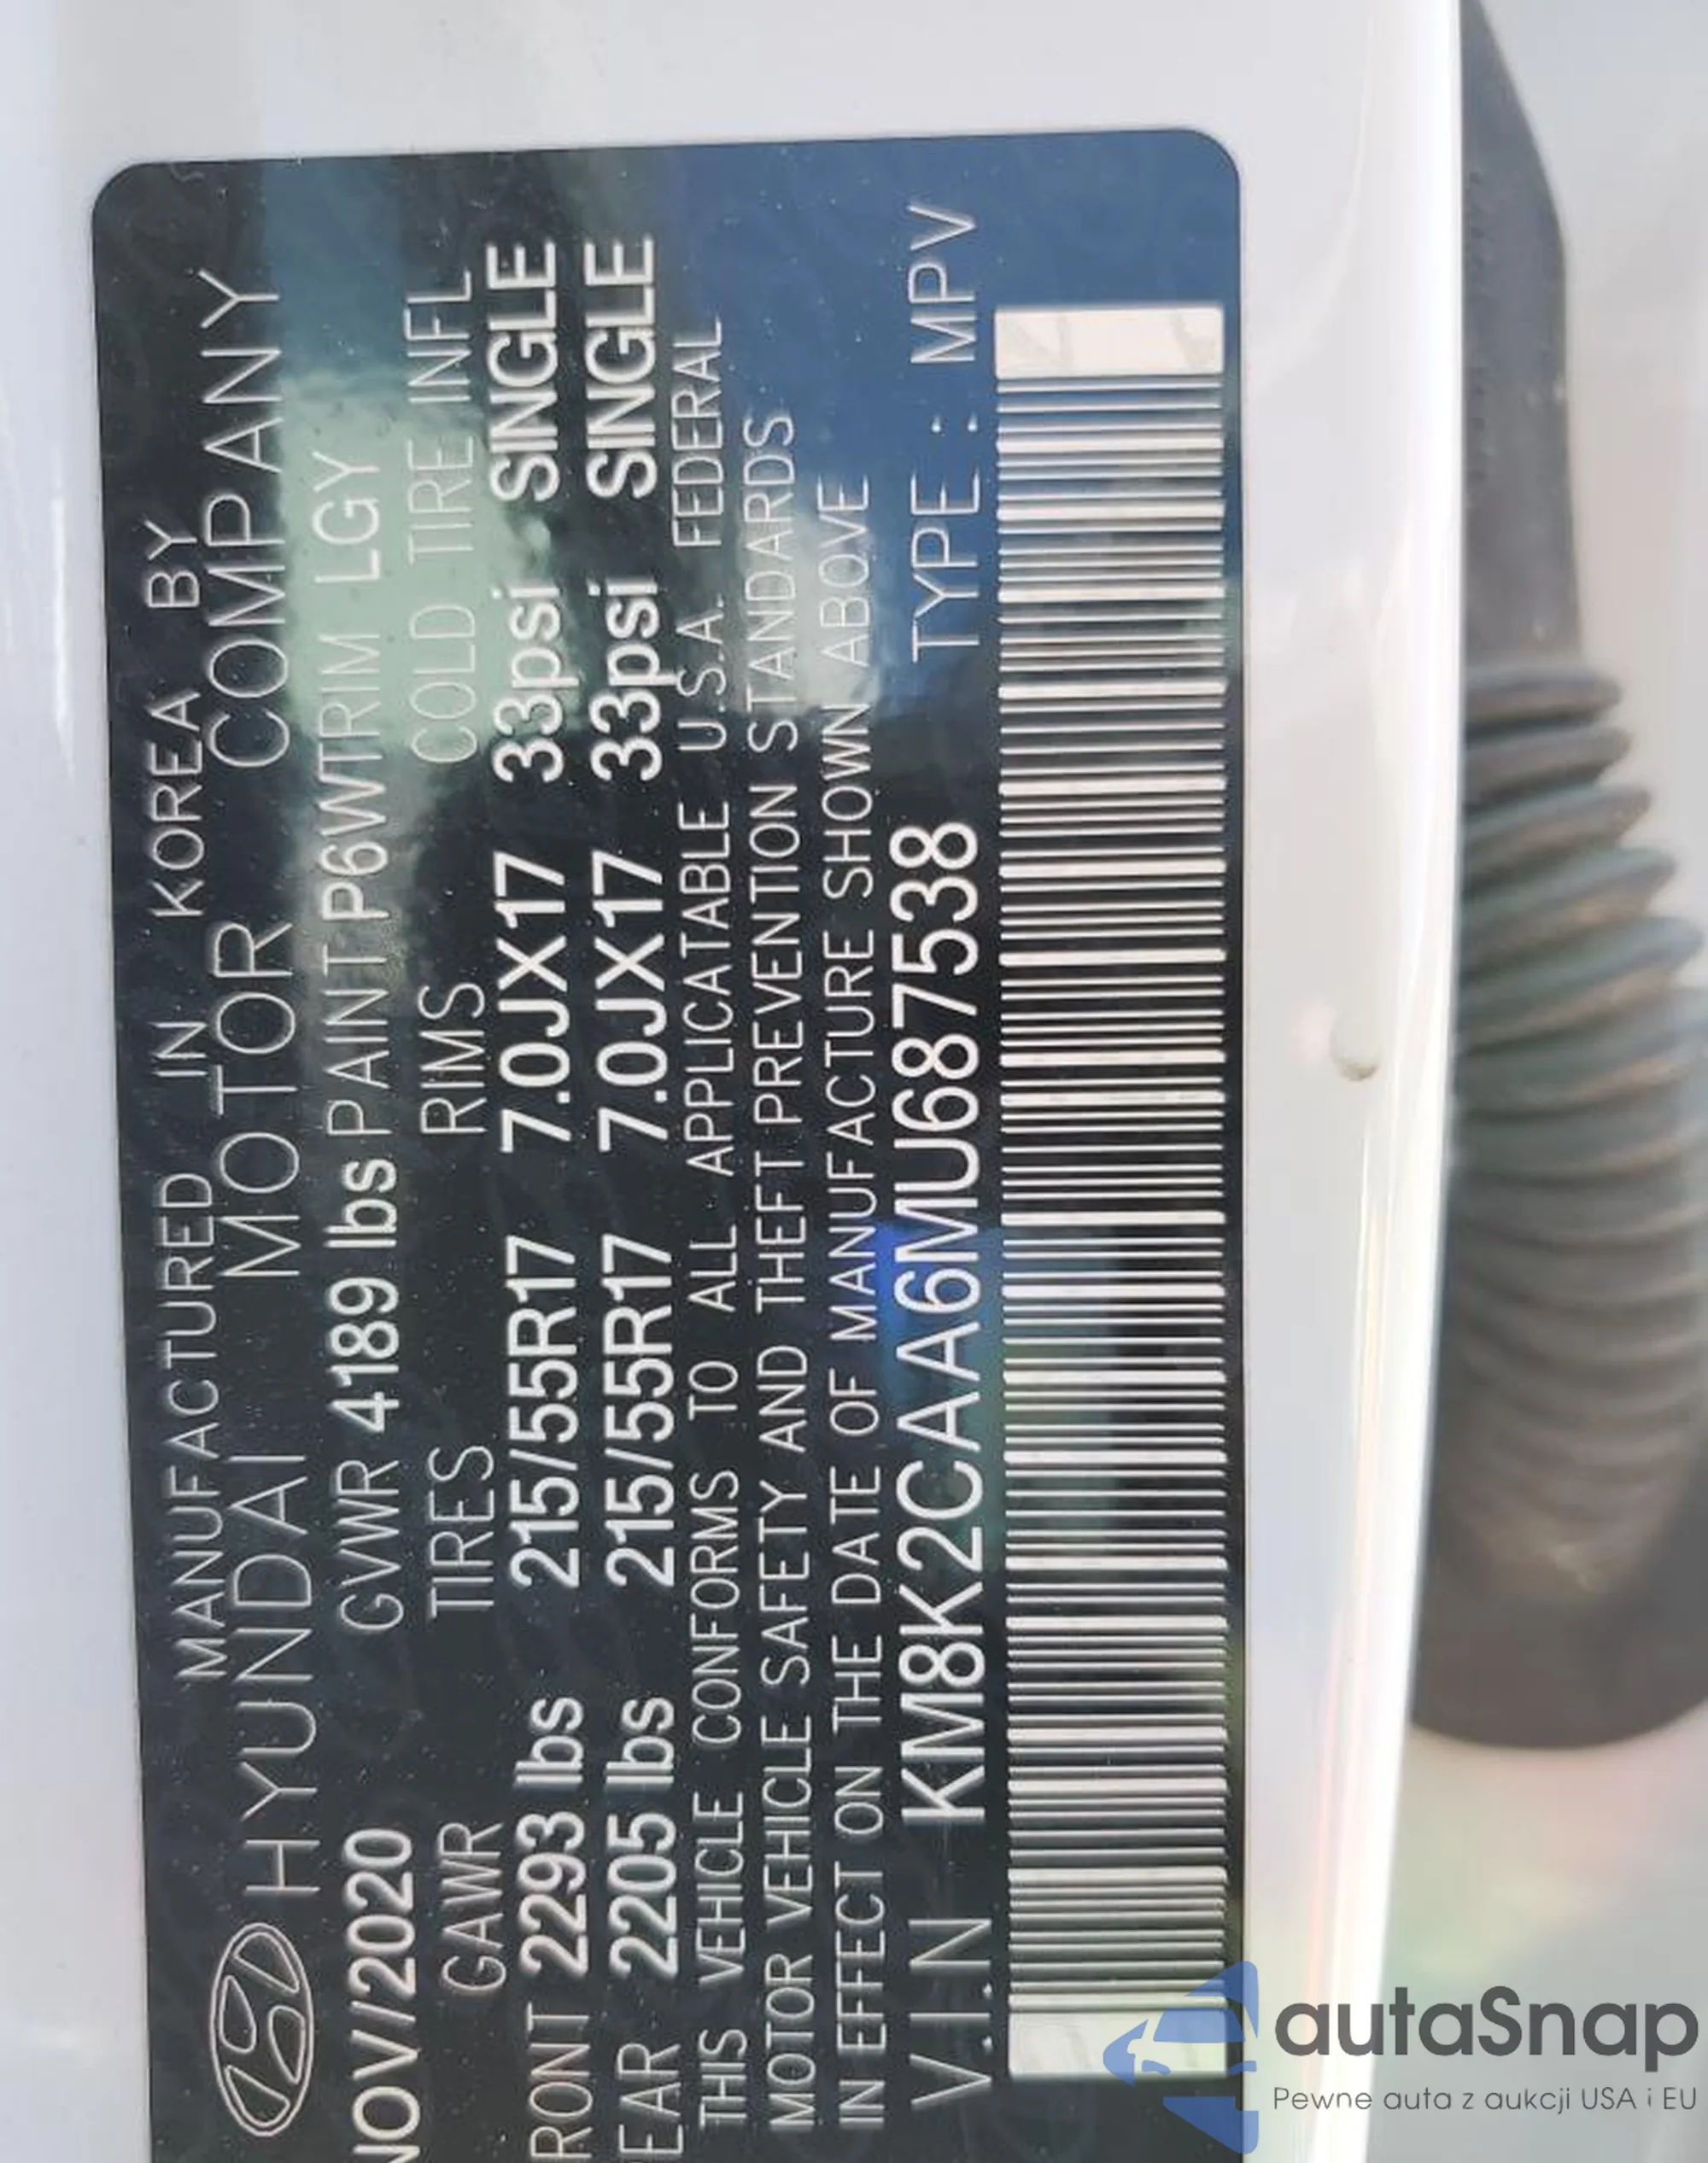 MANUFACTURED IN KOREA BY
HYUNDAI MOTOR COMPANY
NOV/2020 GVWR 4189 lbs PAINT P6WTRIM LGY
GAWR TIRES RIMS COLD TIRE INFL
RONT 2293 lbs 215/55R17 7.0JX17 33psi SINGLE
EAR 2205 lbs 215/55R17 7.0JX17 33psi SINGLE
THIS VEHICLE CONFORMS TO ALL APPLICATABLE U.S.A. FEDERAL
MOTOR VEHICLE SAFETY AND THEFT PREVENTION STANDARDS
IN EFFECT ON THE DATE OF MANUFACTURE SHOWN ABOVE
V.I.N KM8K2CAA6MU687538 TYPE : MPV
autaSnap
Pewne auta z aukcji USA i EU